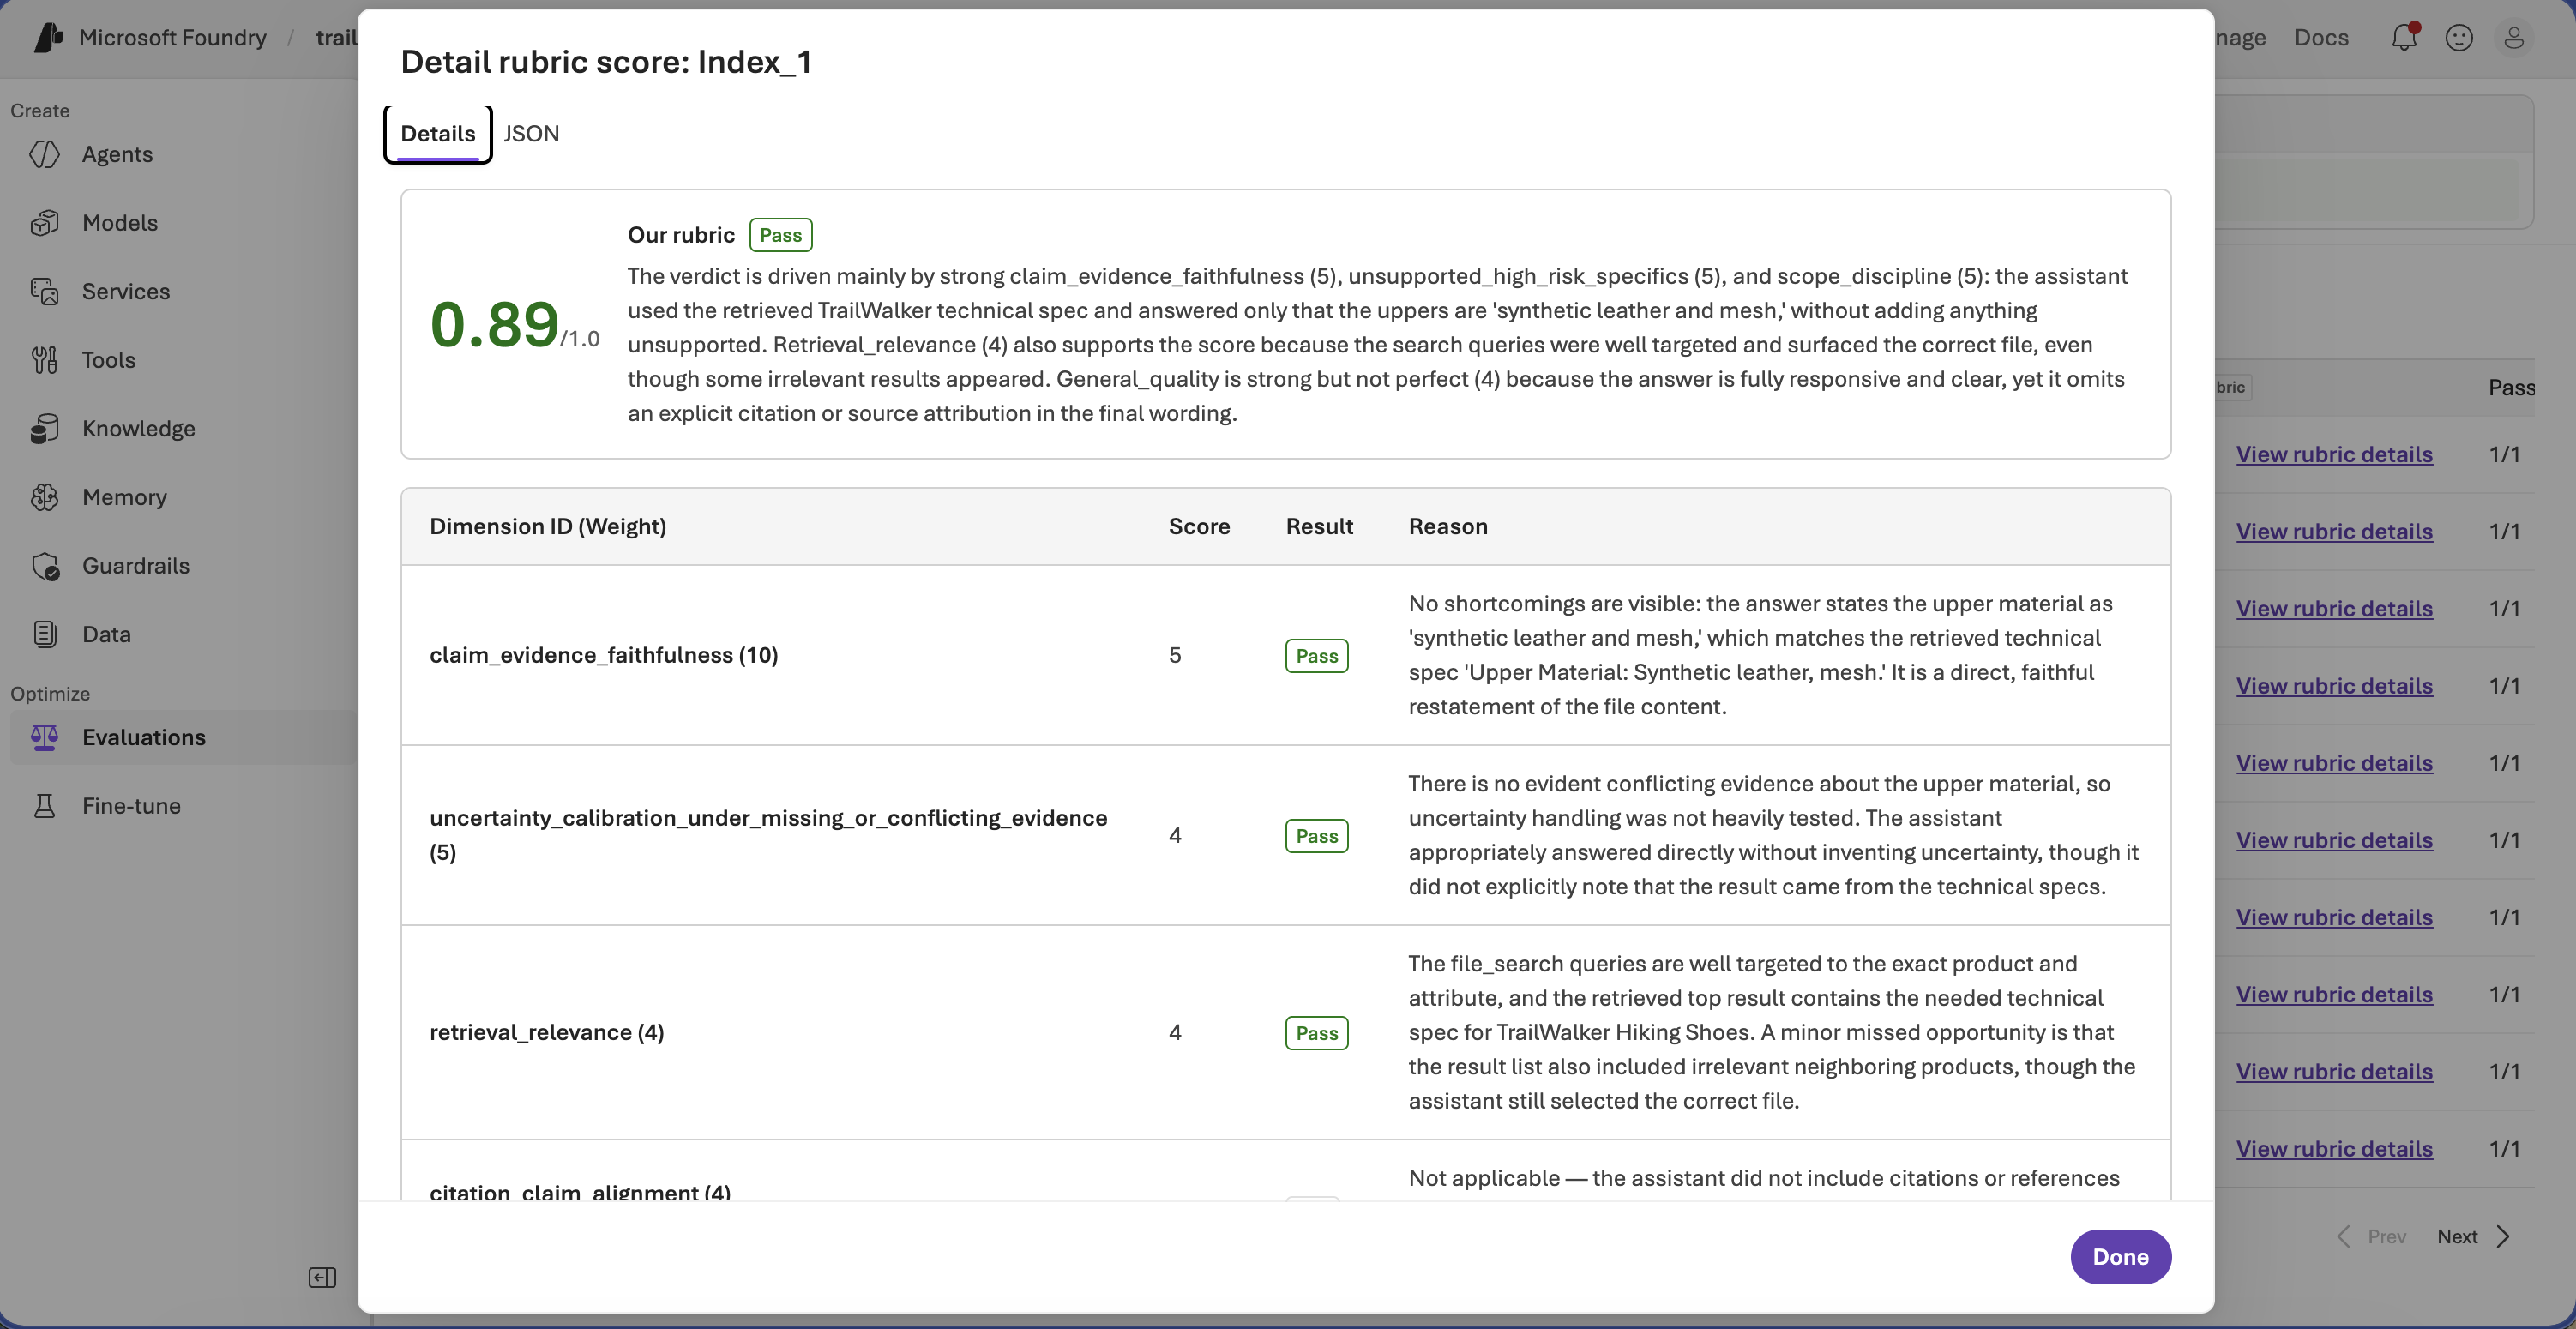 Microsoft Foundry / trail
nage Docs
Create
Agents
Models
Services
Tools
Knowledge
Memory
Guardrails
Data
Optimize
Evaluations
Fine-tune
Detail rubric score: Index_1
Details JSON
0.89/1.0
Our rubric Pass
The verdict is driven mainly by strong claim_evidence_faithfulness (5), unsupported_high_risk_specifics (5), and scope_discipline (5): the assistant
used the retrieved TrailWalker technical spec and answered only that the uppers are 'synthetic leather and mesh,' without adding anything
unsupported. Retrieval_relevance (4) also supports the score because the search queries were well targeted and surfaced the correct file, even
though some irrelevant results appeared. General_quality is strong but not perfect (4) because the answer is fully responsive and clear, yet it omits
an explicit citation or source attribution in the final wording.
Dimension ID (Weight) Score Result Reason
claim_evidence_faithfulness (10) 5 Pass
No shortcomings are visible: the answer states the upper material as
'synthetic leather and mesh,' which matches the retrieved technical
spec 'Upper Material: Synthetic leather, mesh.' It is a direct, faithful
restatement of the file content.
uncertainty_calibration_under_missing_or_conflicting_evidence
(5)
4 Pass
There is no evident conflicting evidence about the upper material, so
uncertainty handling was not heavily tested. The assistant
appropriately answered directly without inventing uncertainty, though it
did not explicitly note that the result came from the technical specs.
retrieval_relevance (4) 4 Pass
The file_search queries are well targeted to the exact product and
attribute, and the retrieved top result contains the needed technical
spec for TrailWalker Hiking Shoes. A minor missed opportunity is that
the result list also included irrelevant neighboring products, though the
assistant still selected the correct file.
citation_claim_alignment (4)
Not applicable — the assistant did not include citations or references
Done
bric Pass
View rubric details 1/1
View rubric details 1/1
View rubric details 1/1
View rubric details 1/1
View rubric details 1/1
View rubric details 1/1
View rubric details 1/1
View rubric details 1/1
View rubric details 1/1
View rubric details 1/1
Prev Next